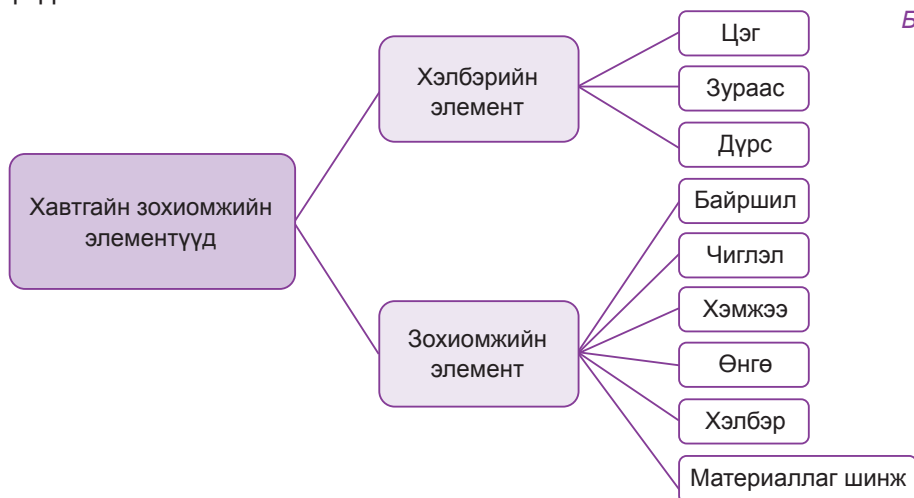 Б
Хавтгайн зохиомжийн
элементүүд
Хэлбэрийн
элемент
Цэг
Зураас
Дүрс
Зохиомжийн
элемент
Байршил
Чиглэл
Хэмжээ
Өнгө
Хэлбэр
Материаллаг шинж